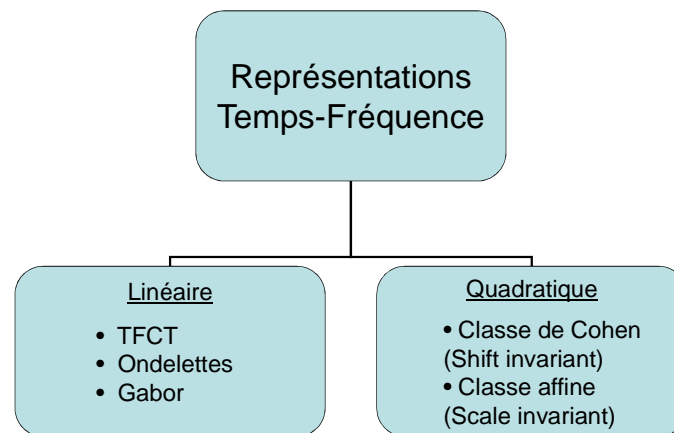 Représentations
Temps-Fréquence
Linéaire
• TFCT
• Ondelettes
• Gabor
Quadratique
• Classe de Cohen
(Shift invariant)
• Classe affine
(Scale invariant)